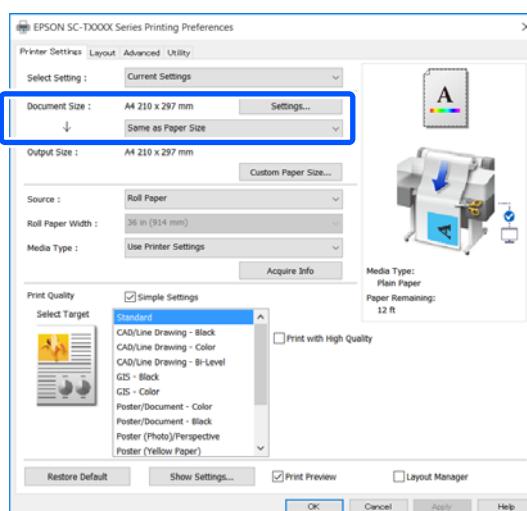 EPSON SC-TXXXX Series Printing Preferences
Printer Settings Layout Advanced Utility
Select Setting : Current Settings
Document Size : A4 210 x 297 mm Settings...
Same as Paper Size
Output Size : A4 210 x 297 mm
Custom Paper Size...
Source : Roll Paper
Roll Paper Width : 36 in (914 mm)
Media Type : Use Printer Settings
Acquire Info
A
A
Media Type:
Plain Paper
Paper Remaining:
12 ft
Print Quality Simple Settings
Select Target
Standard
CAD/Line Drawing - Black
CAD/Line Drawing - Color
CAD/Line Drawing - Bi-Level
GIS - Black
GIS - Color
Poster/Document - Color
Poster/Document - Black
Poster (Photo)/Perspective
Poster (Yellow Paper)
Print with High Quality
Restore Default Show Settings... Print Preview Layout Manager
OK Cancel Apply Help